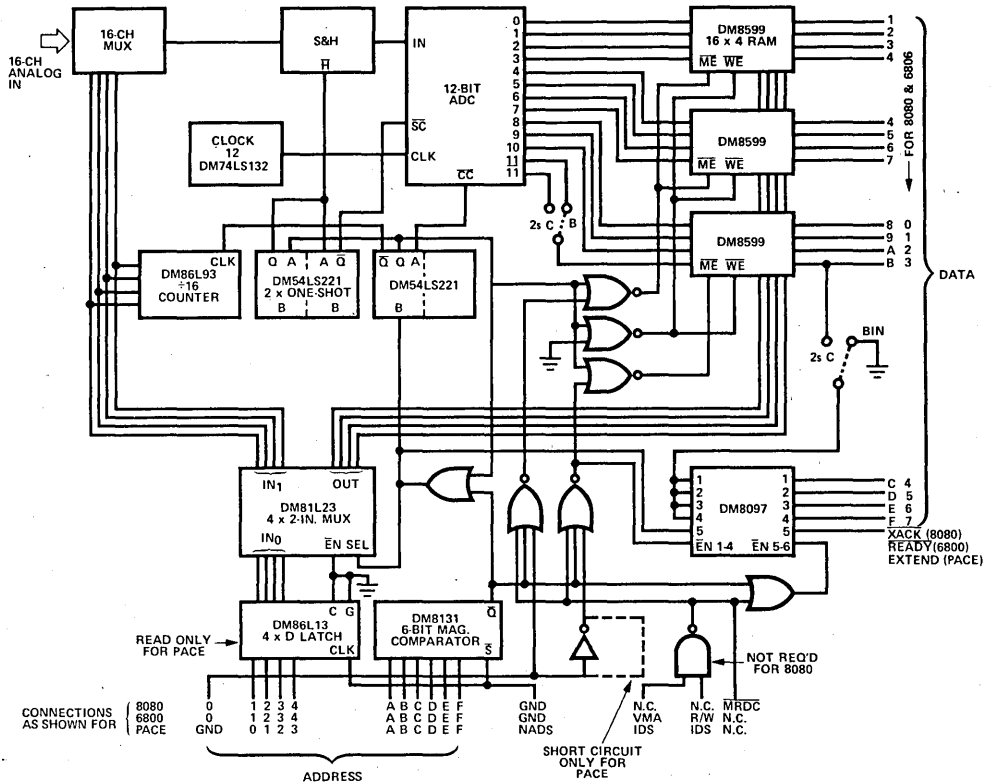 16-CH
MUX
16-CH
ANALOG
IN
S&H
H
IN
12-BIT
ADC
SC
CLK
CC
0
1
2
3
4
5
6
7
8
9
10
11
11
CLOCK
12
DM74LS132
DM8599
16 x 4 RAM
ME WE
DM8599
ME WE
DM8599
ME WE
1
2
3
4
4
5
6
7
8 0
9 1
A 2
B 3
FOR 8080 & 6806
DATA
2s C
B
CLK
DM86L93
÷16
COUNTER
Q A A Q
DM54LS221
2 x ONE-SHOT
B B
Q Q A
DM54LS221
B
2s C
BIN
IN1 OUT
DM81L23
4 x 2-IN. MUX
IN0 EN SEL
1 1
2 2
3 3
4 4
5 5
DM8097
EN 1-4 EN 5-6
C 4
D 5
E 6
F 7
XACK (8080)
READY (6800)
EXTEND (PACE)
C G
DM86L13
4 x D LATCH
CLK
READ ONLY
FOR PACE
DM8131
6-BIT MAG.
COMPARATOR
Q
S
NOT REQ'D
FOR 8080
CONNECTIONS
AS SHOWN FOR
8080 0 1 2 3 4 A B C D E F GND N.C. N.C. MRDC
6800 0 1 2 3 4 A B C D E F GND VMA R/W N.C.
PACE GND 0 1 2 3 A B C D E F NADS IDS IDS N.C.
ADDRESS
SHORT CIRCUIT
ONLY FOR
PACE